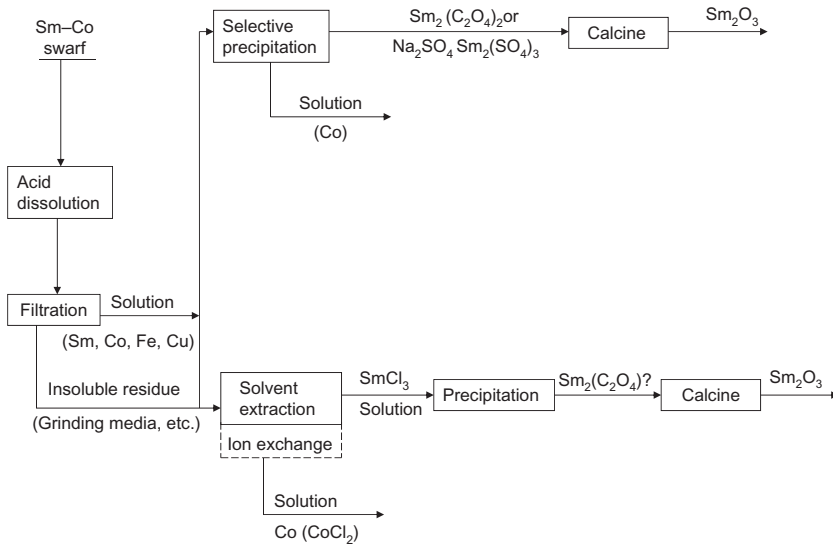 Sm–Co
swarf
Selective
precipitation
Sm₂ (C₂O₄)₂or
Na₂SO₄ Sm₂(SO₄)₃
Calcine
Sm₂O₃
Solution
(Co)
Acid
dissolution
Filtration
Solution
(Sm, Co, Fe, Cu)
Insoluble residue
(Grinding media, etc.)
Solvent
extraction
Ion exchange
SmCl₃
Solution
Precipitation
Sm₂(C₂O₄)?
Calcine
Sm₂O₃
Solution
Co (CoCl₂)